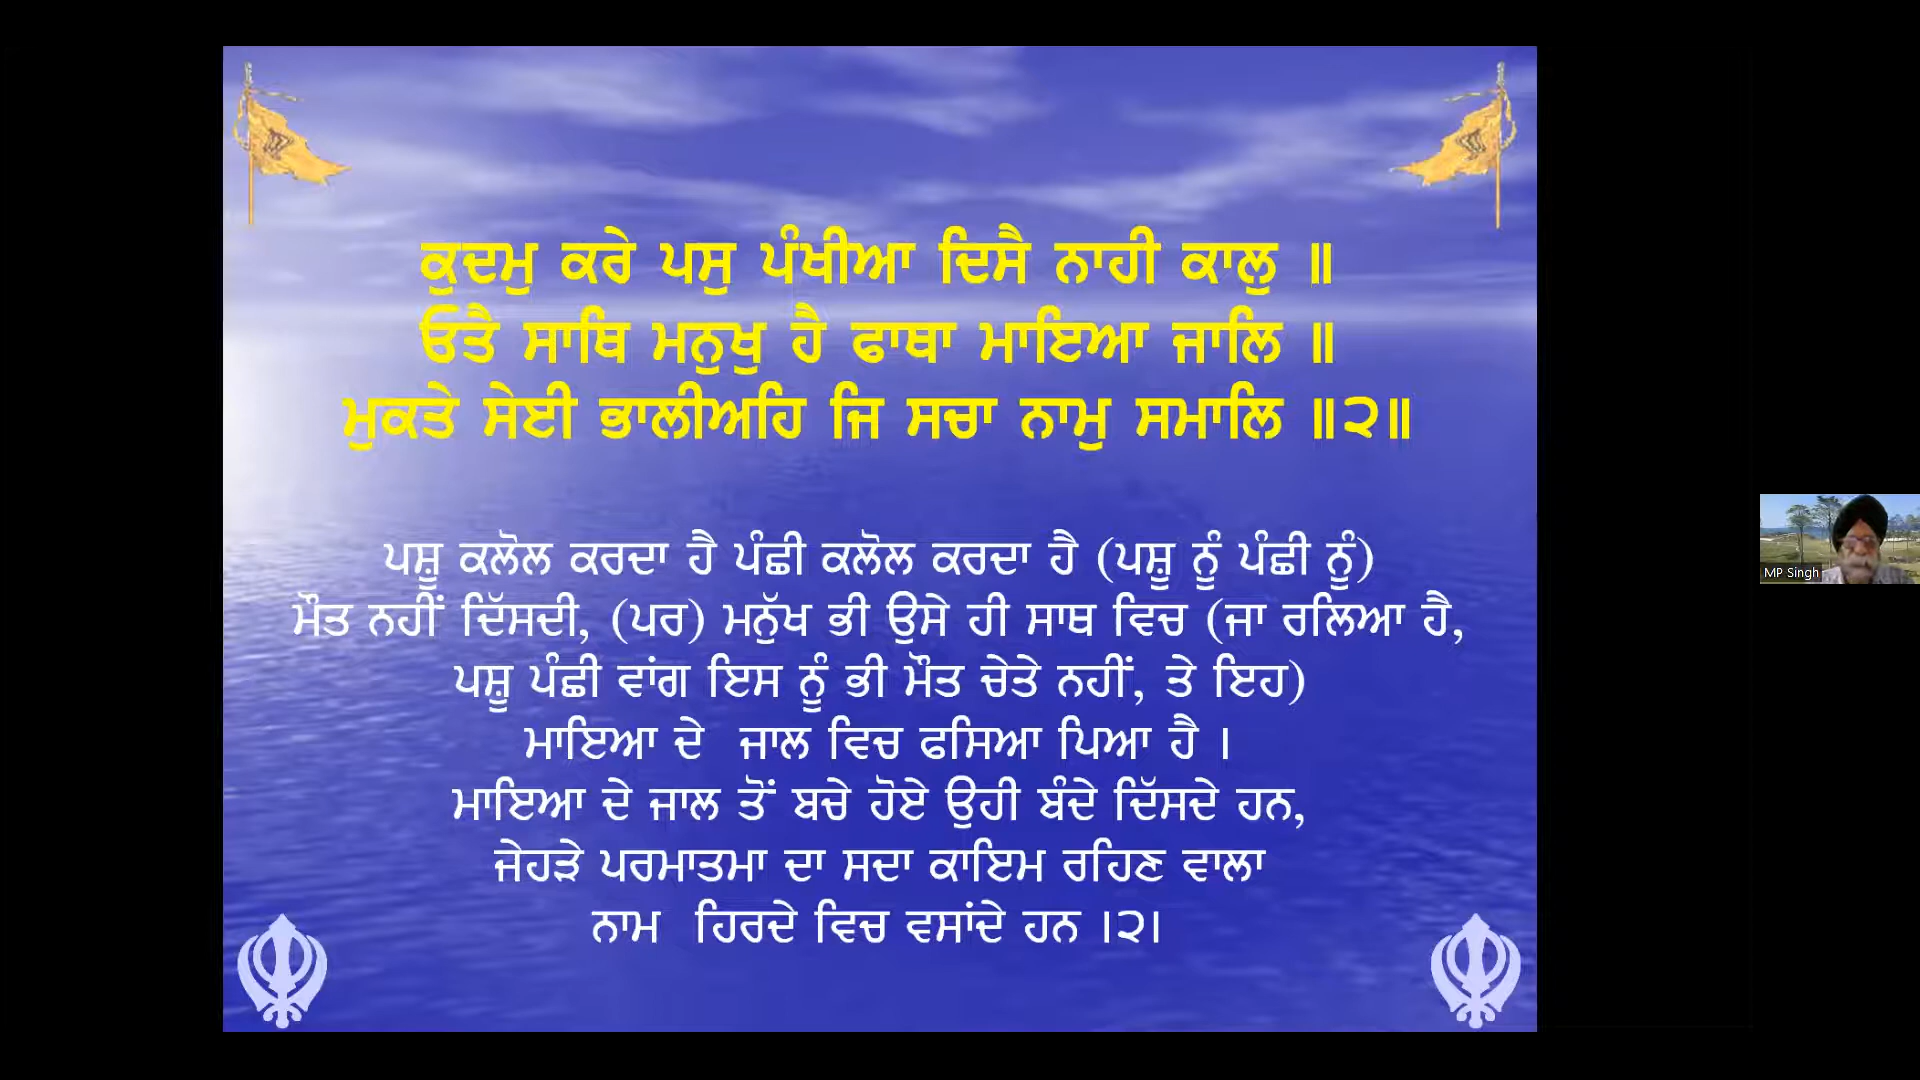 ਕੁਦਮੁ ਕਰੇ ਪਸੁ ਪੰਖੀਆ ਦਿਸੈ ਨਾਹੀ ਕਾਲੁ ॥
ਓਤੈ ਸਾਥਿ ਮਨੁਖੁ ਹੈ ਫਾਥਾ ਮਾਇਆ ਜਾਲਿ ॥
ਮੁਕਤੇ ਸੇਈ ਭਾਲੀਅਹਿ ਜਿ ਸਚਾ ਨਾਮੁ ਸਮਾਲਿ ॥੨॥
ਪਸ਼ੂ ਕਲੋਲ ਕਰਦਾ ਹੈ ਪੰਛੀ ਕਲੋਲ ਕਰਦਾ ਹੈ (ਪਸ਼ੂ ਨੂੰ ਪੰਛੀ ਨੂੰ)
ਮੌਤ ਨਹੀਂ ਦਿੱਸਦੀ, (ਪਰ) ਮਨੁੱਖ ਭੀ ਉਸੇ ਹੀ ਸਾਥ ਵਿਚ (ਜਾ ਰਲਿਆ ਹੈ,
ਪਸ਼ੂ ਪੰਛੀ ਵਾਂਗ ਇਸ ਨੂੰ ਭੀ ਮੌਤ ਚੇਤੇ ਨਹੀਂ, ਤੇ ਇਹ)
ਮਾਇਆ ਦੇ ਜਾਲ ਵਿਚ ਫਸਿਆ ਪਿਆ ਹੈ ।
ਮਾਇਆ ਦੇ ਜਾਲ ਤੋਂ ਬਚੇ ਹੋਏ ਉਹੀ ਬੰਦੇ ਦਿੱਸਦੇ ਹਨ,
ਜੇਹੜੇ ਪਰਮਾਤਮਾ ਦਾ ਸਦਾ ਕਾਇਮ ਰਹਿਣ ਵਾਲਾ
ਨਾਮ ਹਿਰਦੇ ਵਿਚ ਵਸਾਂਦੇ ਹਨ ।੨।
MP Singh